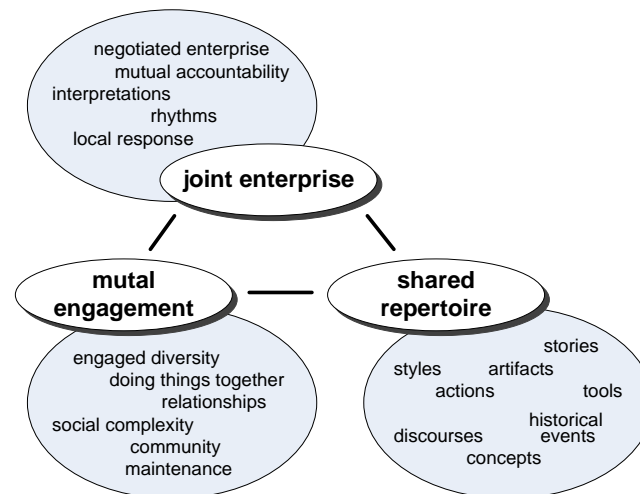 negotiated enterprise
mutual accountability
interpretations
rhythms
local response
joint enterprise
mutal
engagement
shared
repertoire
engaged diversity
doing things together
relationships
social complexity
community
maintenance
stories
styles
artifacts
actions
tools
historical
events
discourses
concepts